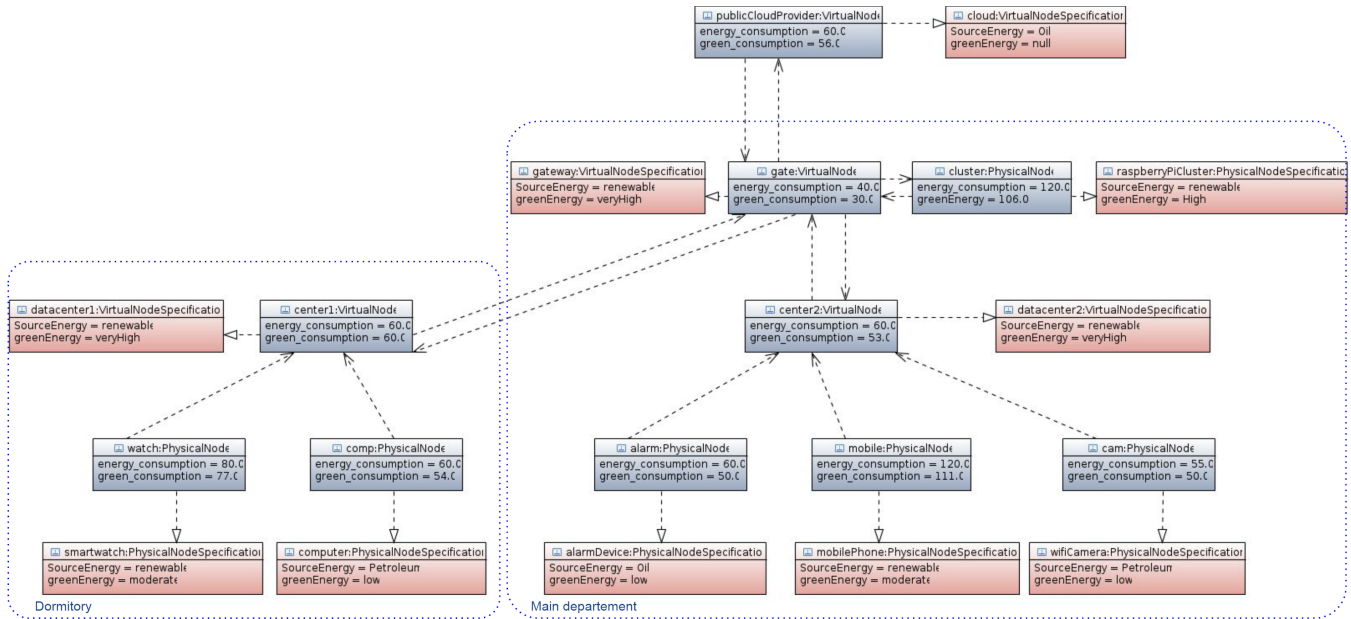 publicCloudProvider:VirtualNode
energy_consumption = 60.0
green_consumption = 56.0
cloud:VirtualNodeSpecification
SourceEnergy = Oil
greenEnergy = null
gateway:VirtualNodeSpecification
SourceEnergy = renewable
greenEnergy = veryHigh
gate:VirtualNode
energy_consumption = 40.0
green_consumption = 30.0
cluster:PhysicalNode
energy_consumption = 120.0
greenEnergy = 106.0
raspberryPiCluster:PhysicalNodeSpecificatio
SourceEnergy = renewable
greenEnergy = High
datacenter1:VirtualNodeSpecificatio
SourceEnergy = renewable
greenEnergy = veryHigh
center1:VirtualNode
energy_consumption = 60.0
green_consumption = 60.0
center2:VirtualNode
energy_consumption = 60.0
green_consumption = 53.0
datacenter2:VirtualNodeSpecificatio
SourceEnergy = renewable
greenEnergy = veryHigh
watch:PhysicalNode
energy_consumption = 80.0
green_consumption = 77.0
comp:PhysicalNode
energy_consumption = 60.0
green_consumption = 54.0
alarm:PhysicalNode
energy_consumption = 60.0
green_consumption = 50.0
mobile:PhysicalNode
energy_consumption = 120.0
green_consumption = 111.0
cam:PhysicalNode
energy_consumption = 55.0
green_consumption = 50.0
smartwatch:PhysicalNodeSpecification
SourceEnergy = renewable
greenEnergy = moderate
computer:PhysicalNodeSpecification
SourceEnergy = Petroleum
greenEnergy = low
alarmDevice:PhysicalNodeSpecification
SourceEnergy = Oil
greenEnergy = low
mobilePhone:PhysicalNodeSpecification
SourceEnergy = renewable
greenEnergy = moderate
wifiCamera:PhysicalNodeSpecification
SourceEnergy = Petroleum
greenEnergy = low
Dormitory
Main departement